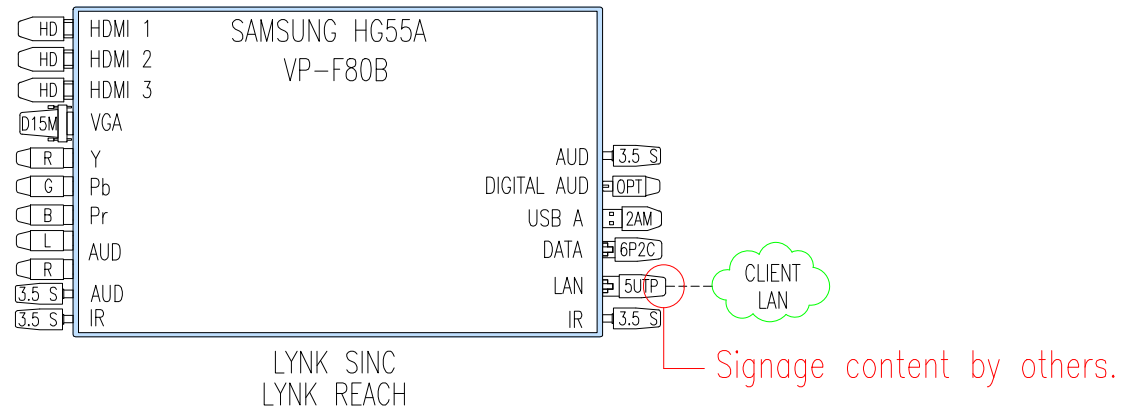 SAMSUNG HG55A
VP-F80B
HD HDMI 1
HD HDMI 2
HD HDMI 3
D15M VGA
R Y
G Pb
B Pr
L
AUD
R
3.5 S AUD
3.5 S IR
AUD 3.5 S
DIGITAL AUD OPT
USB A 2AM
DATA 6P2C
LAN 5UTP
IR 3.5 S
CLIENT
LAN
Signage content by others.
LYNK SINC
LYNK REACH